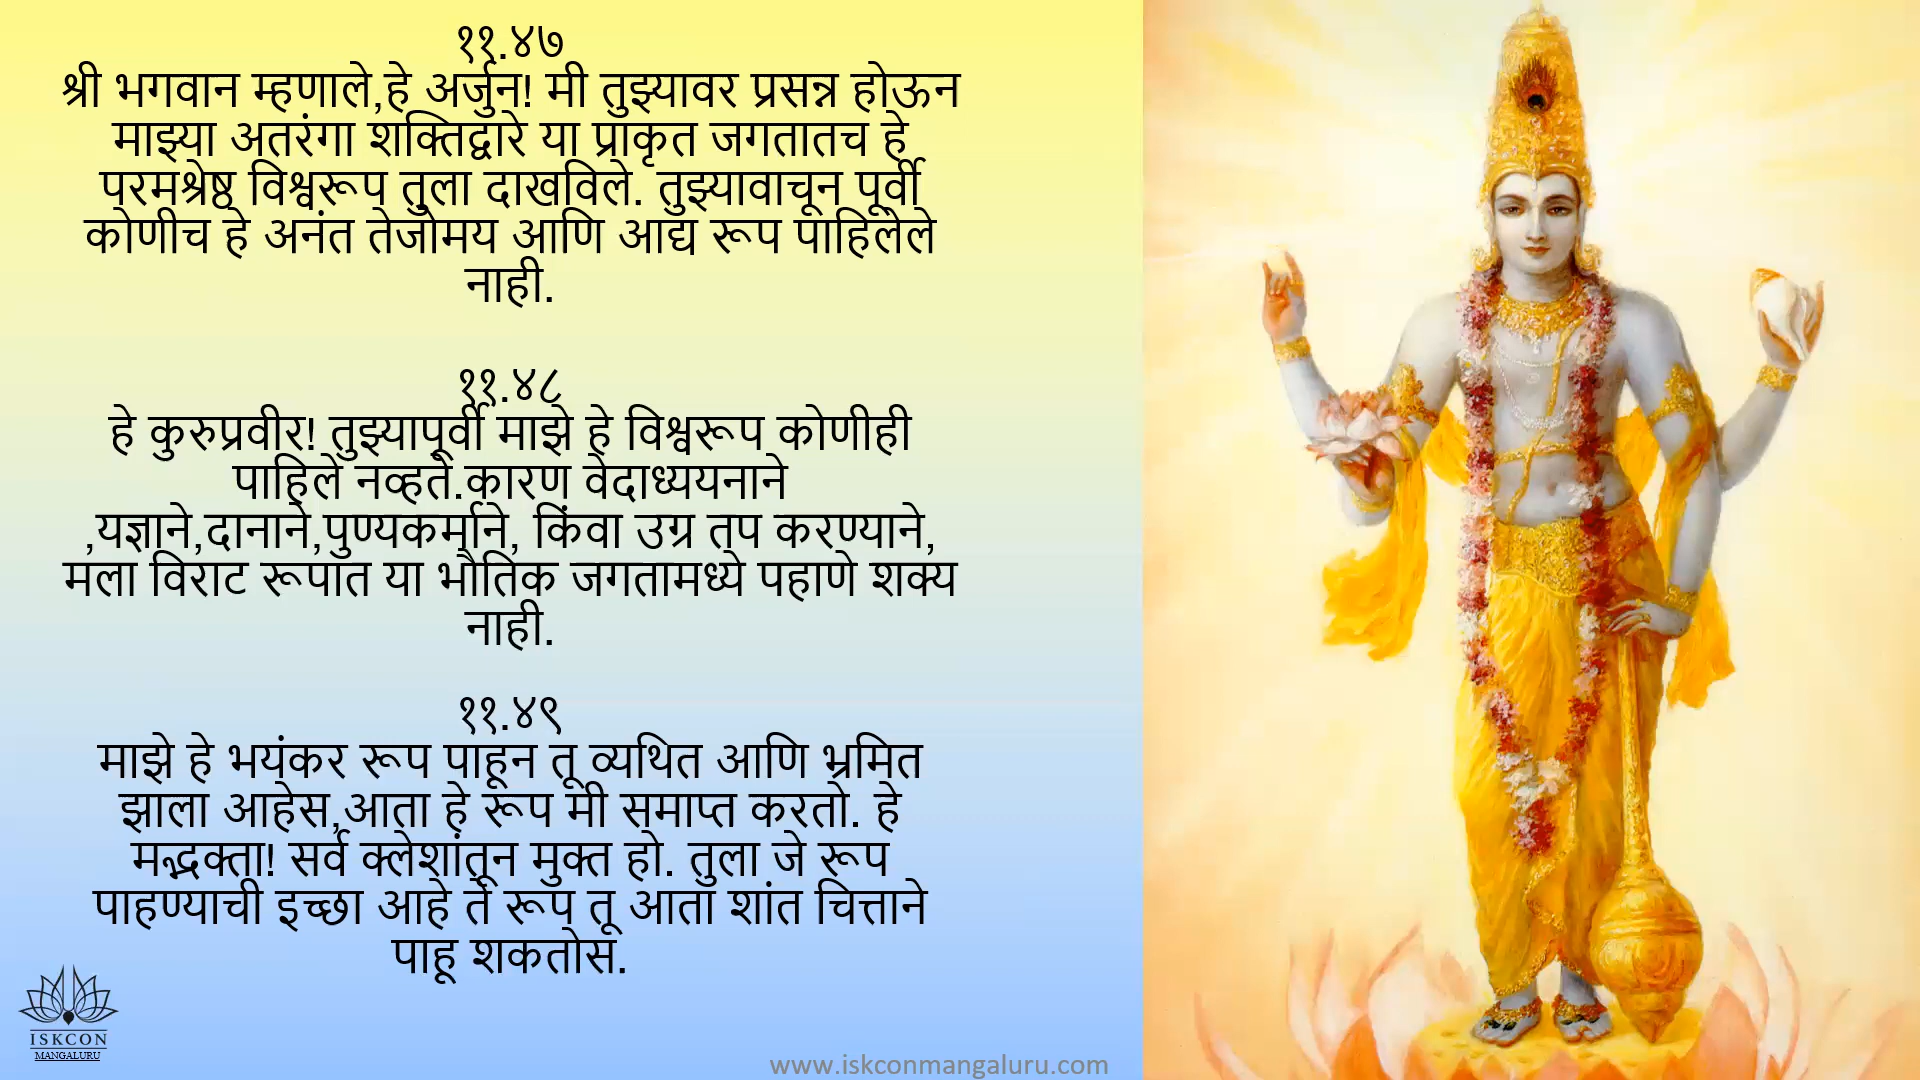 ११.४७
श्री भगवान म्हणाले,हे अर्जुन! मी तुझ्यावर प्रसन्न होऊन
माझ्या अतरंगा शक्तिद्वारे या प्राकृत जगतातच हे
परमश्रेष्ठ विश्वरूप तुला दाखविले. तुझ्यावाचून पूर्वी
कोणीच हे अनंत तेजोमय आणि आद्य रूप पाहिलेले
नाही.
११.४८
हे कुरुप्रवीर! तुझ्यापूर्वी माझे हे विश्वरूप कोणीही
पाहिले नव्हते.कारण वेदाध्ययनाने
,यज्ञाने,दानाने,पुण्यकर्माने, किंवा उग्र तप करण्याने,
मला विराट रूपात या भौतिक जगतामध्ये पहाणे शक्य
नाही.
११.४९
माझे हे भयंकर रूप पाहून तू व्यथित आणि भ्रमित
झाला आहेस,आता हे रूप मी समाप्त करतो. हे
मद्भक्ता! सर्व क्लेशांतून मुक्त हो. तुला जे रूप
पाहण्याची इच्छा आहे ते रूप तू आता शांत चित्ताने
पाहू शकतोस.
ISKCON
MANGALURU
www.iskconmangaluru.com